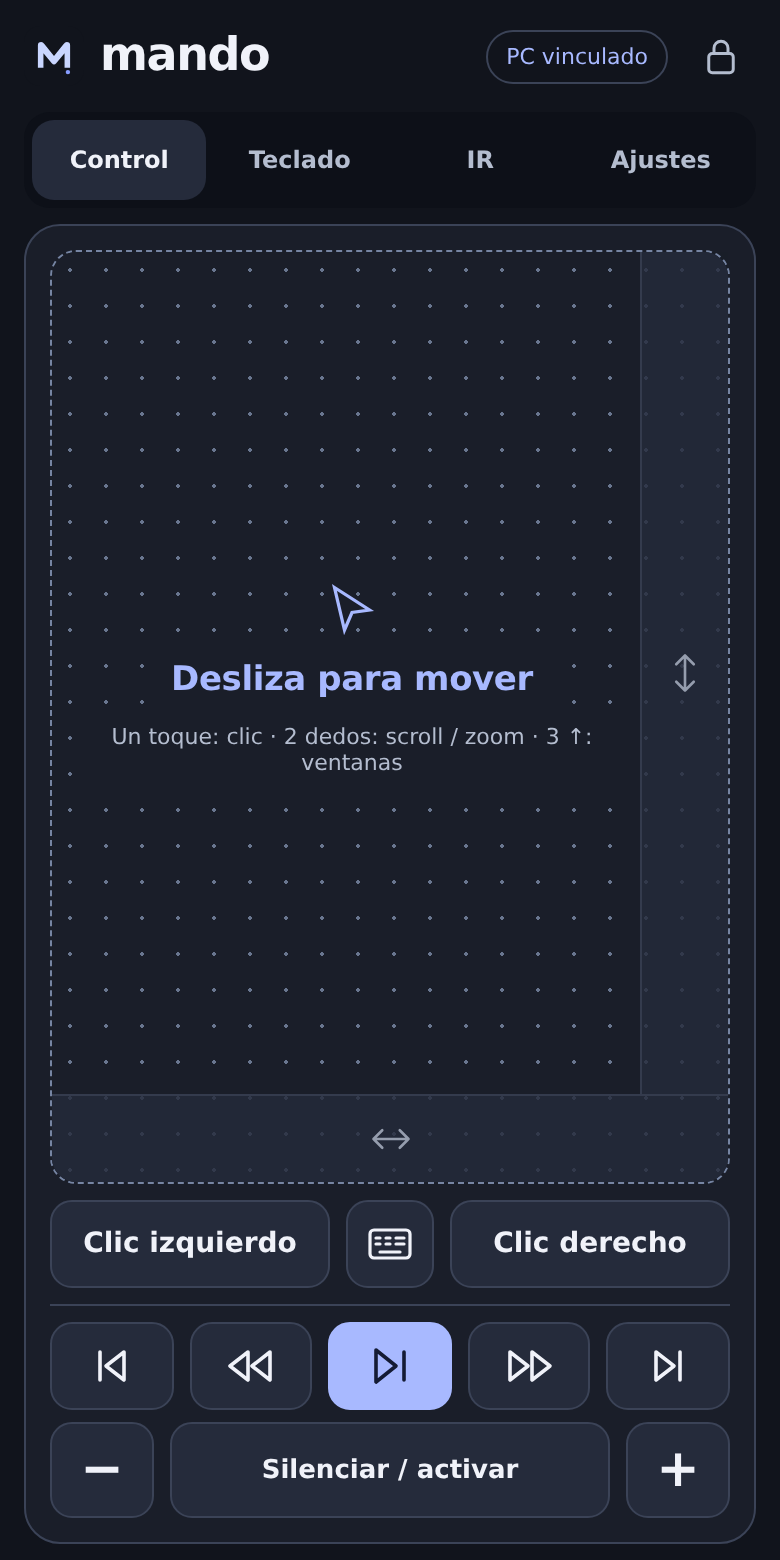 mando
PC vinculado
Control
Teclado
IR
Ajustes
Desliza para mover
Un toque: clic · 2 dedos: scroll / zoom · 3 ↑:
ventanas
Clic izquierdo
Clic derecho
Silenciar / activar